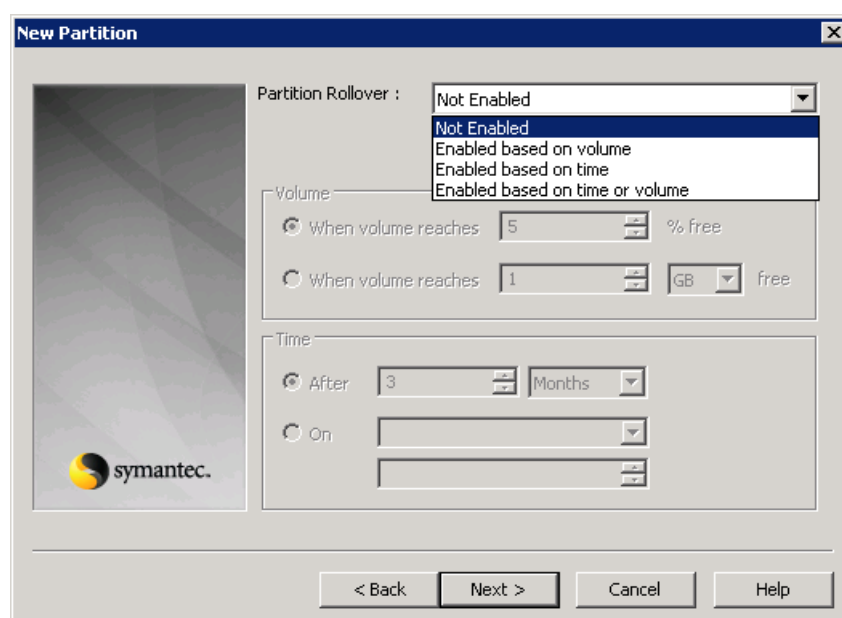 New Partition
Partition Rollover :
Not Enabled
Not Enabled
Enabled based on volume
Enabled based on time
Enabled based on time or volume
Volume
When volume reaches 5 % free
When volume reaches 1 GB free
Time
After 3 Months
On
symantec.
< Back Next > Cancel Help